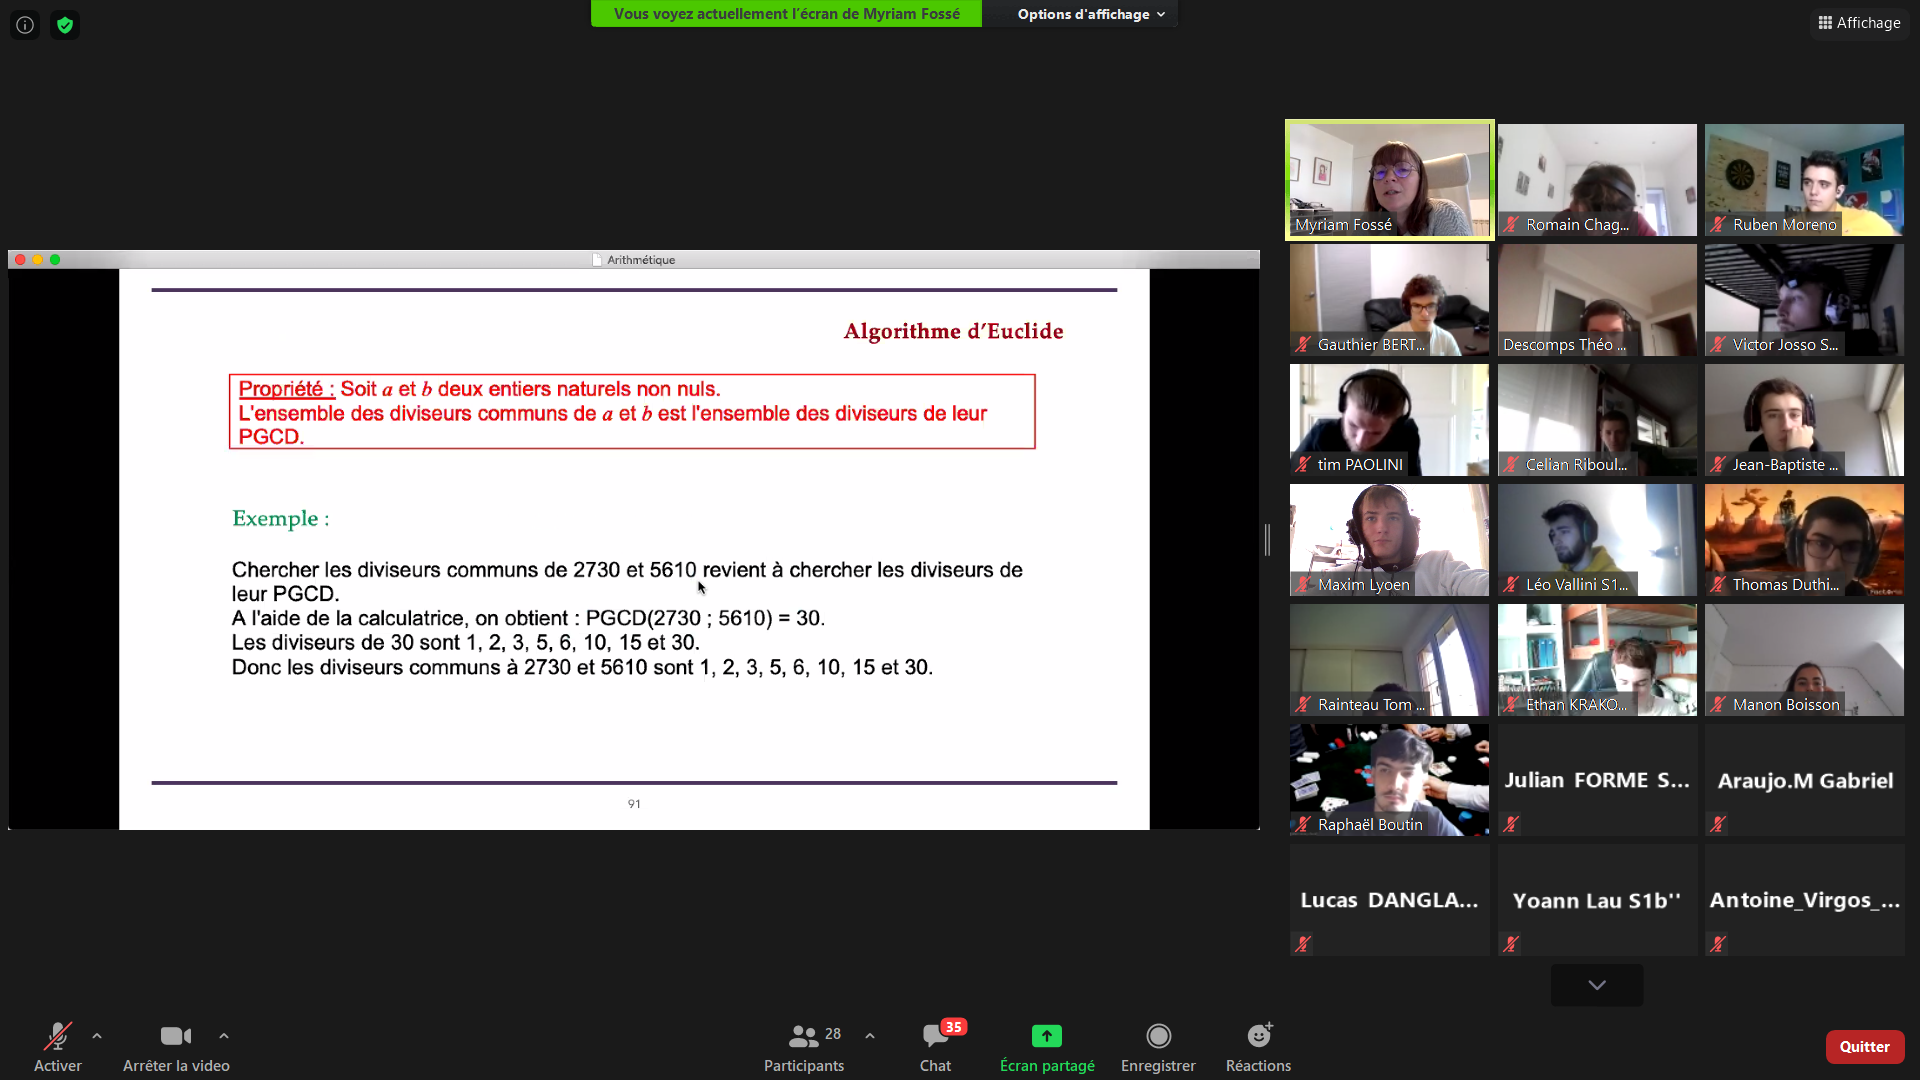 Vous voyez actuellement l'écran de Myriam Fossé
Options d'affichage
Affichage
Arithmétique
Algorithme d'Euclide
Propriété : Soit a et b deux entiers naturels non nuls.
L'ensemble des diviseurs communs de a et b est l'ensemble des diviseurs de leur
PGCD.
Exemple :
Chercher les diviseurs communs de 2730 et 5610 revient à chercher les diviseurs de
leur PGCD.
A l'aide de la calculatrice, on obtient : PGCD(2730 ; 5610) = 30.
Les diviseurs de 30 sont 1, 2, 3, 5, 6, 10, 15 et 30.
Donc les diviseurs communs à 2730 et 5610 sont 1, 2, 3, 5, 6, 10, 15 et 30.
91
Myriam Fossé
Romain Chag...
Ruben Moreno
Gauthier BERT...
Descomps Théo ...
Victor Josso S...
tim PAOLINI
Celian Riboul...
Jean-Baptiste ...
Maxim Lyoen
Léo Vallini S1...
Thomas Duthi...
Rainteau Tom ...
Ethan KRAKO...
Manon Boisson
Raphaël Boutin
Julian FORME S...
Araujo.M Gabriel
Lucas DANGLA...
Yoann Lau S1b''
Antoine_Virgos_...
Activer
Arrêter la video
28
Participants
35
Chat
Écran partagé
Enregistrer
Réactions
Quitter